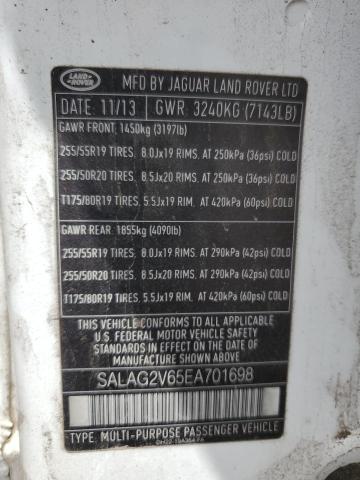 LAND ROVER
MFD BY JAGUAR LAND ROVER LTD
DATE: 11/13 GWR. 3240KG (7143LB)
GAWR FRONT. 1450kg (3197lb)
255/55R19 TIRES. 8.0Jx19 RIMS. AT 250kPa (36psi) COLD
255/50R20 TIRES. 8.5Jx20 RIMS. AT 250kPa (36psi) COLD
T175/80R19 TIRES. 5.5Jx19 RIMS. AT 420kPa (60psi) COLD
GAWR REAR. 1855kg (4090lb)
255/55R19 TIRES. 8.0Jx19 RIMS. AT 290kPa (42psi) COLD
255/50R20 TIRES. 8.5Jx20 RIMS. AT 290kPa (42psi) COLD
T175/80R19 TIRES. 5.5Jx19 RIMS. AT 420kPa (60psi) COLD
THIS VEHICLE CONFORMS TO ALL APPLICABLE
U.S. FEDERAL MOTOR VEHICLE SAFETY AND THEFT
PREVENTION STANDARDS IN EFFECT ON THE DATE OF
MANUFACTURE SHOWN ABOVE.
SALAG2V65EA701698
TYPE: MULTI-PURPOSE PASSENGER VEHICLE